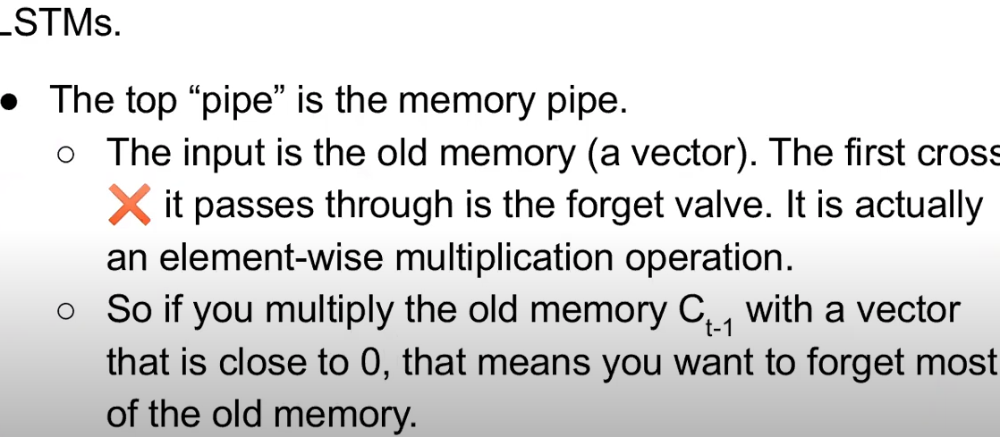 LSTMs.
● The top “pipe” is the memory pipe.
○ The input is the old memory (a vector). The first cross
❌ it passes through is the forget valve. It is actually
an element-wise multiplication operation.
○ So if you multiply the old memory Cₜ₋₁ with a vector
that is close to 0, that means you want to forget most
of the old memory.